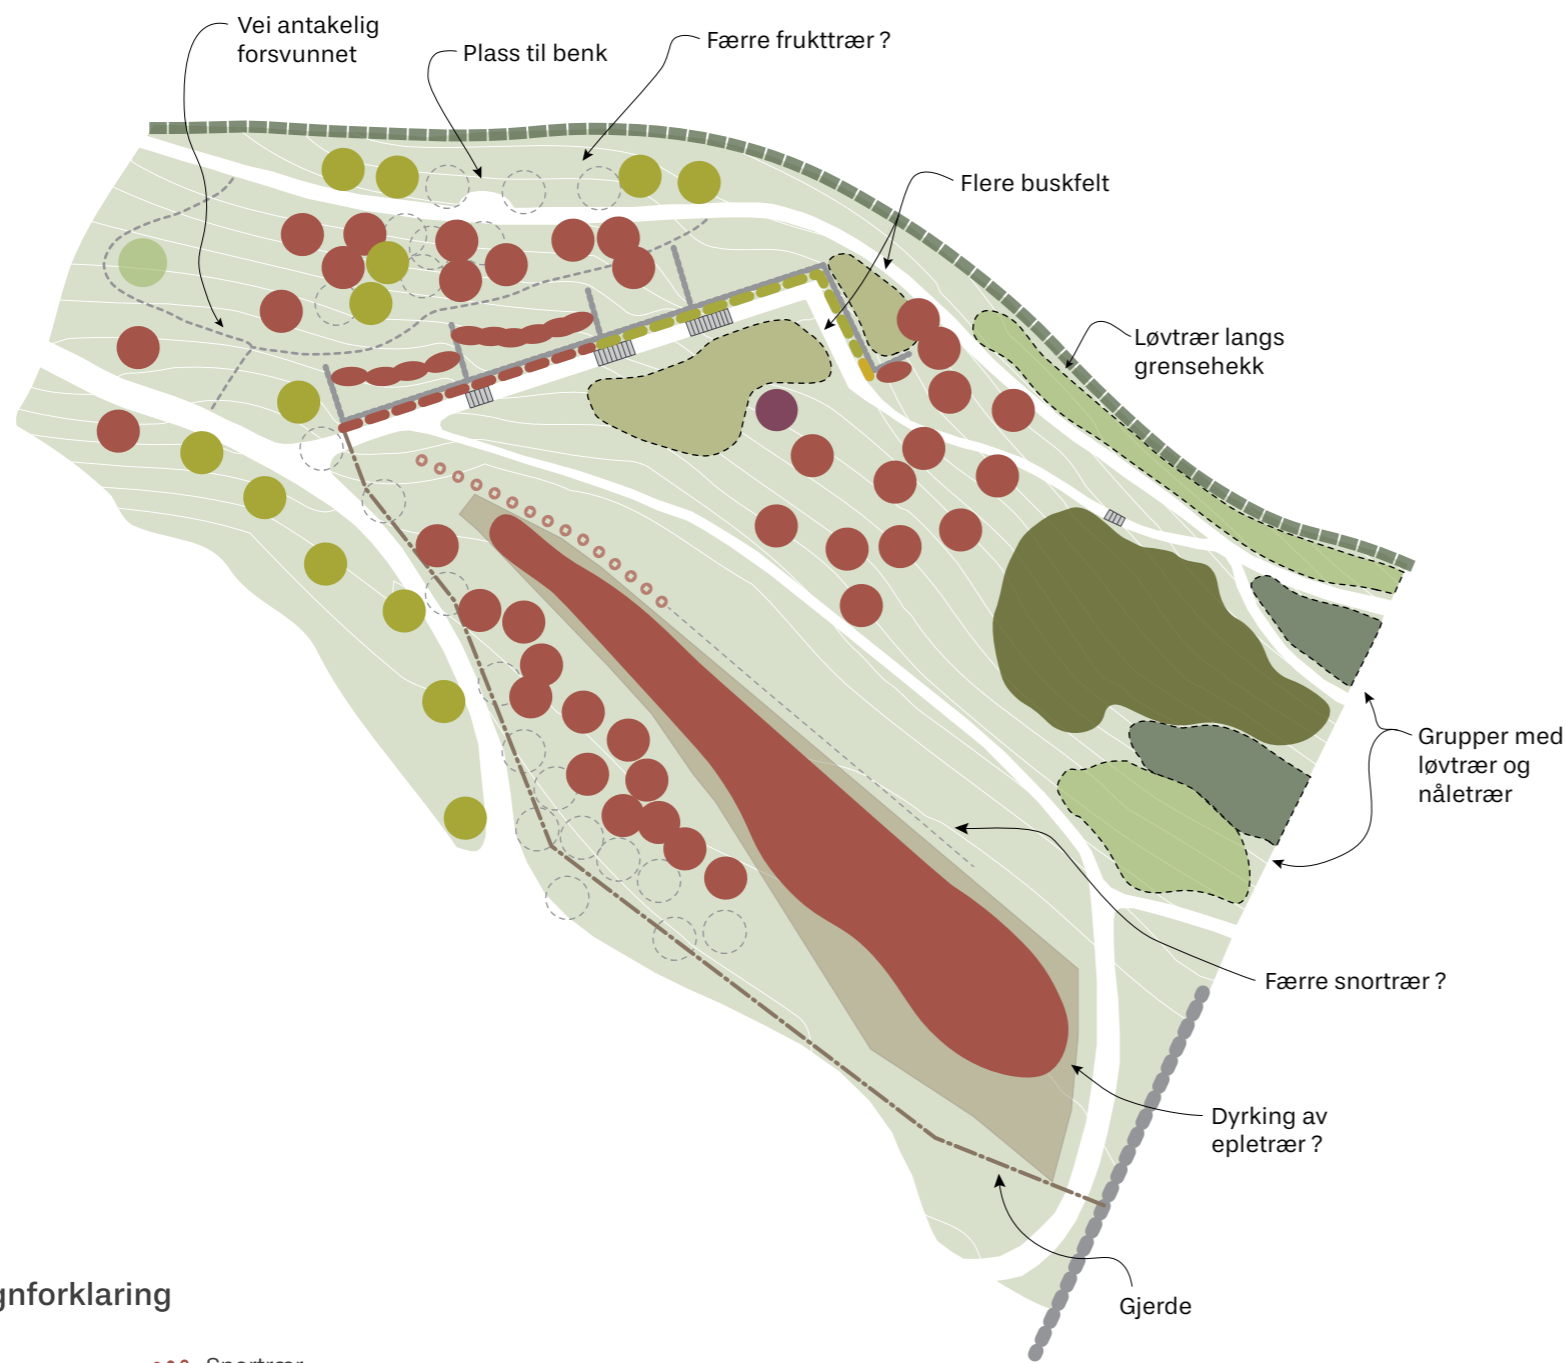 Vei antakelig
forsvunnet
Plass til benk
Færre frukttrær ?
Flere buskfelt
Løvtrær langs
grensehekk
Grupper med
løvtrær og
nåletrær
Færre snortrær ?
Dyrking av
epletrær ?
Gjerde
gnforklaring
Snortrær